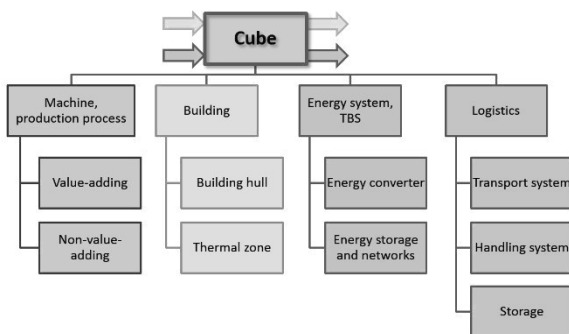 Cube
Machine,
production process
Building
Energy system,
TBS
Logistics
Value-adding
Building hull
Energy converter
Transport system
Non-value-
adding
Thermal zone
Energy storage
and networks
Handling system
Storage